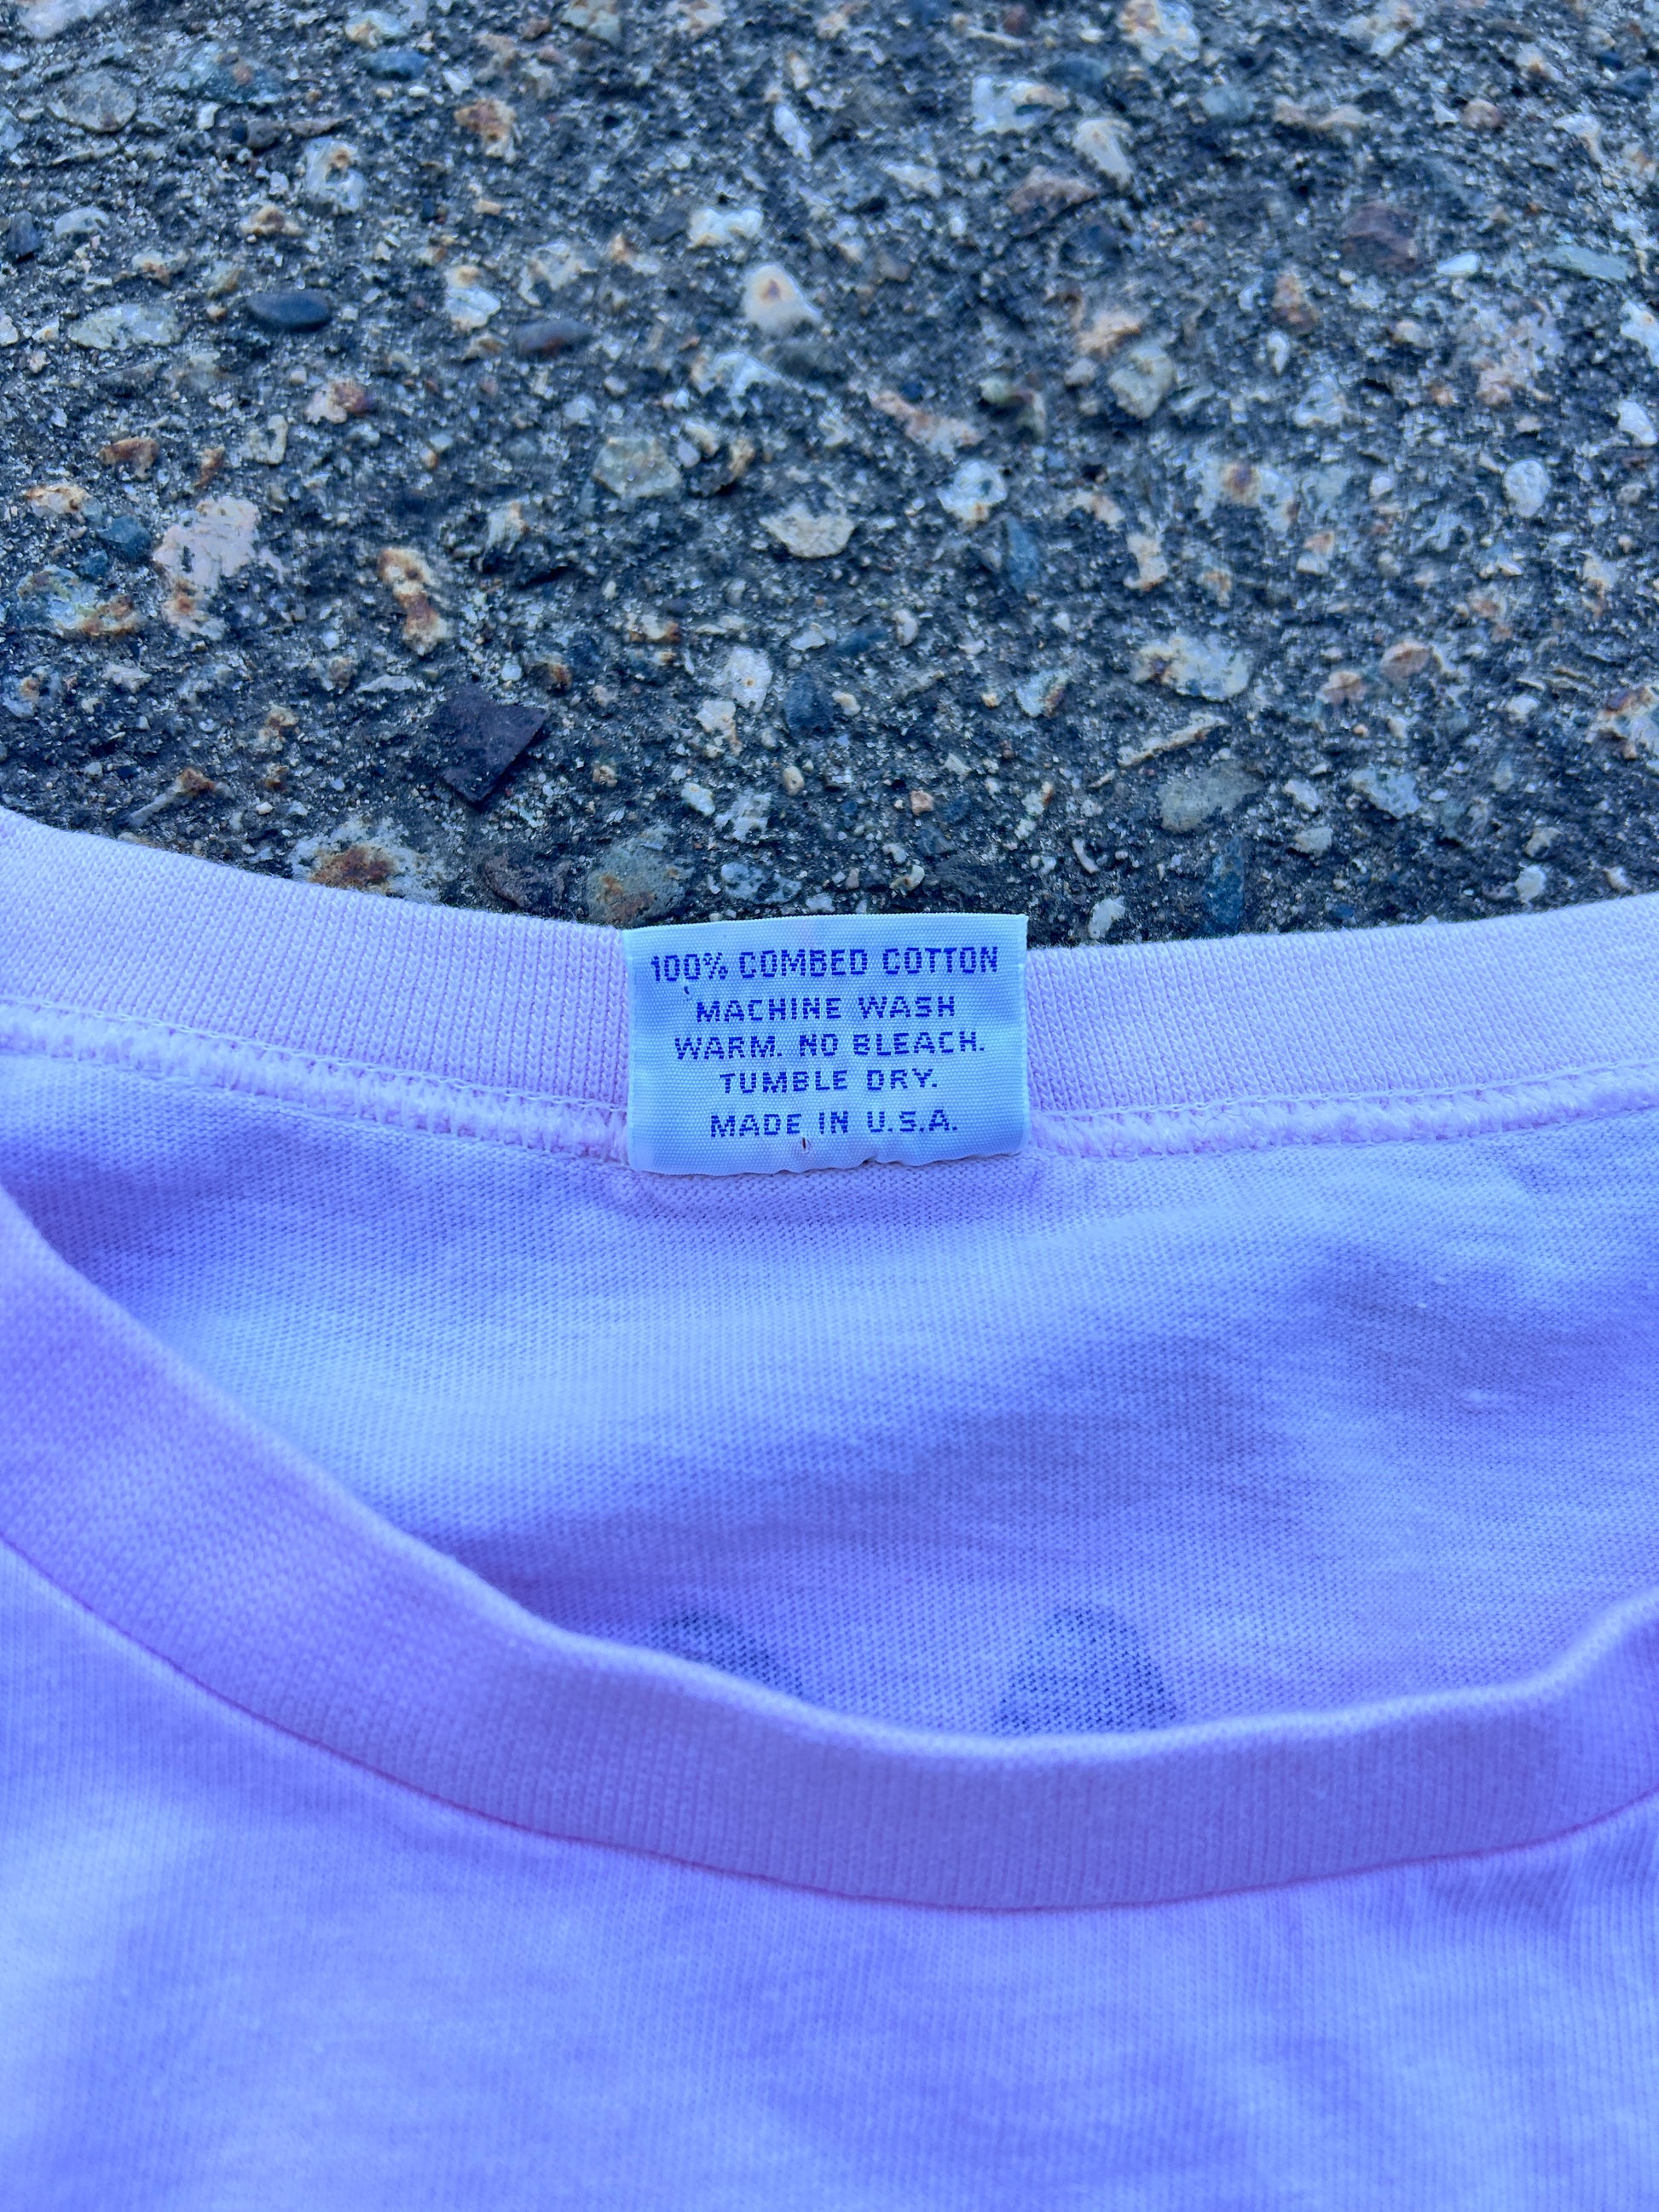 100% COMBED COTTON
MACHINE WASH
WARM. NO BLEACH.
TUMBLE DRY.
MADE IN U.S.A.